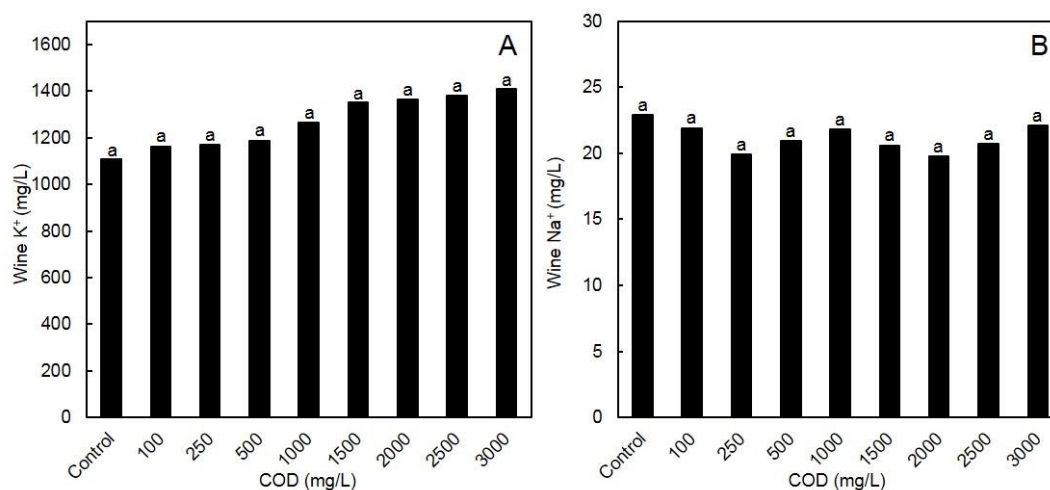 A
Wine K⁺ (mg/L)
1600
1400
1200
1000
800
600
400
200
0
a a a a a a a a a
Control 100 250 500 1000 1500 2000 2500 3000
COD (mg/L)
B
Wine Na⁺ (mg/L)
30
25
20
15
10
5
0
a a a a a a a a a
Control 100 250 500 1000 1500 2000 2500 3000
COD (mg/L)